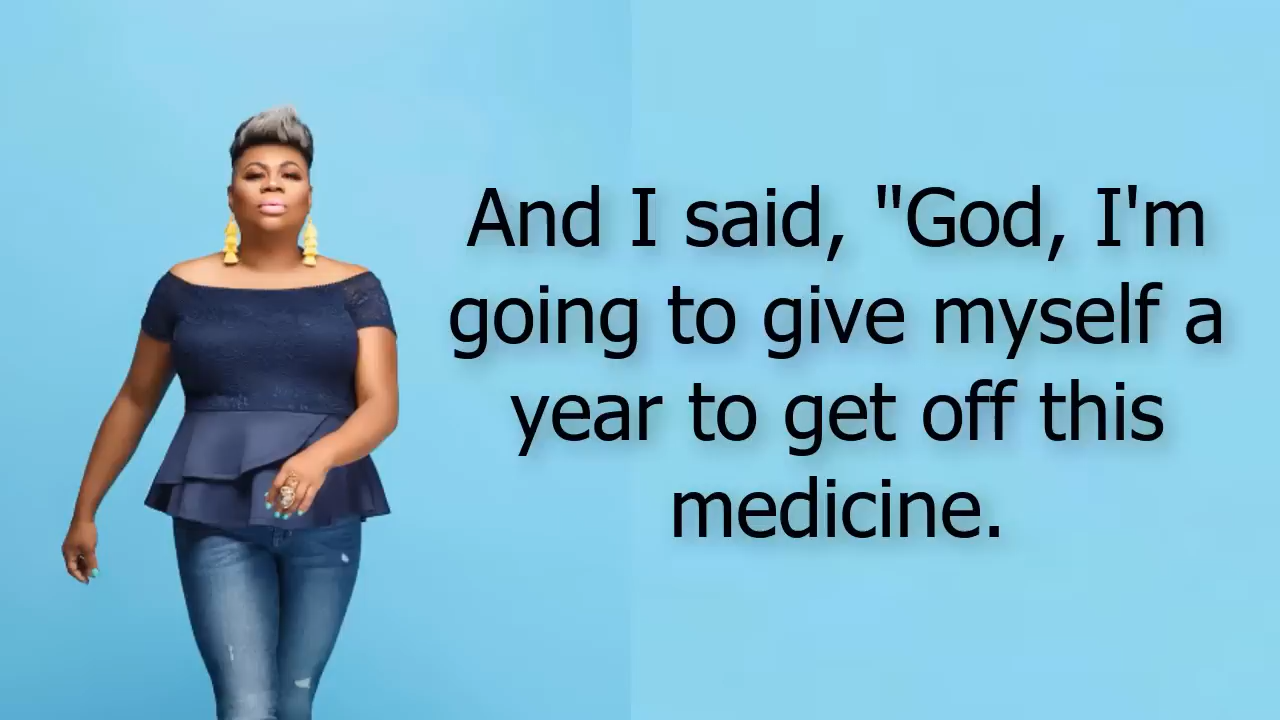 And I said, "God, I'm
going to give myself a
year to get off this
medicine.